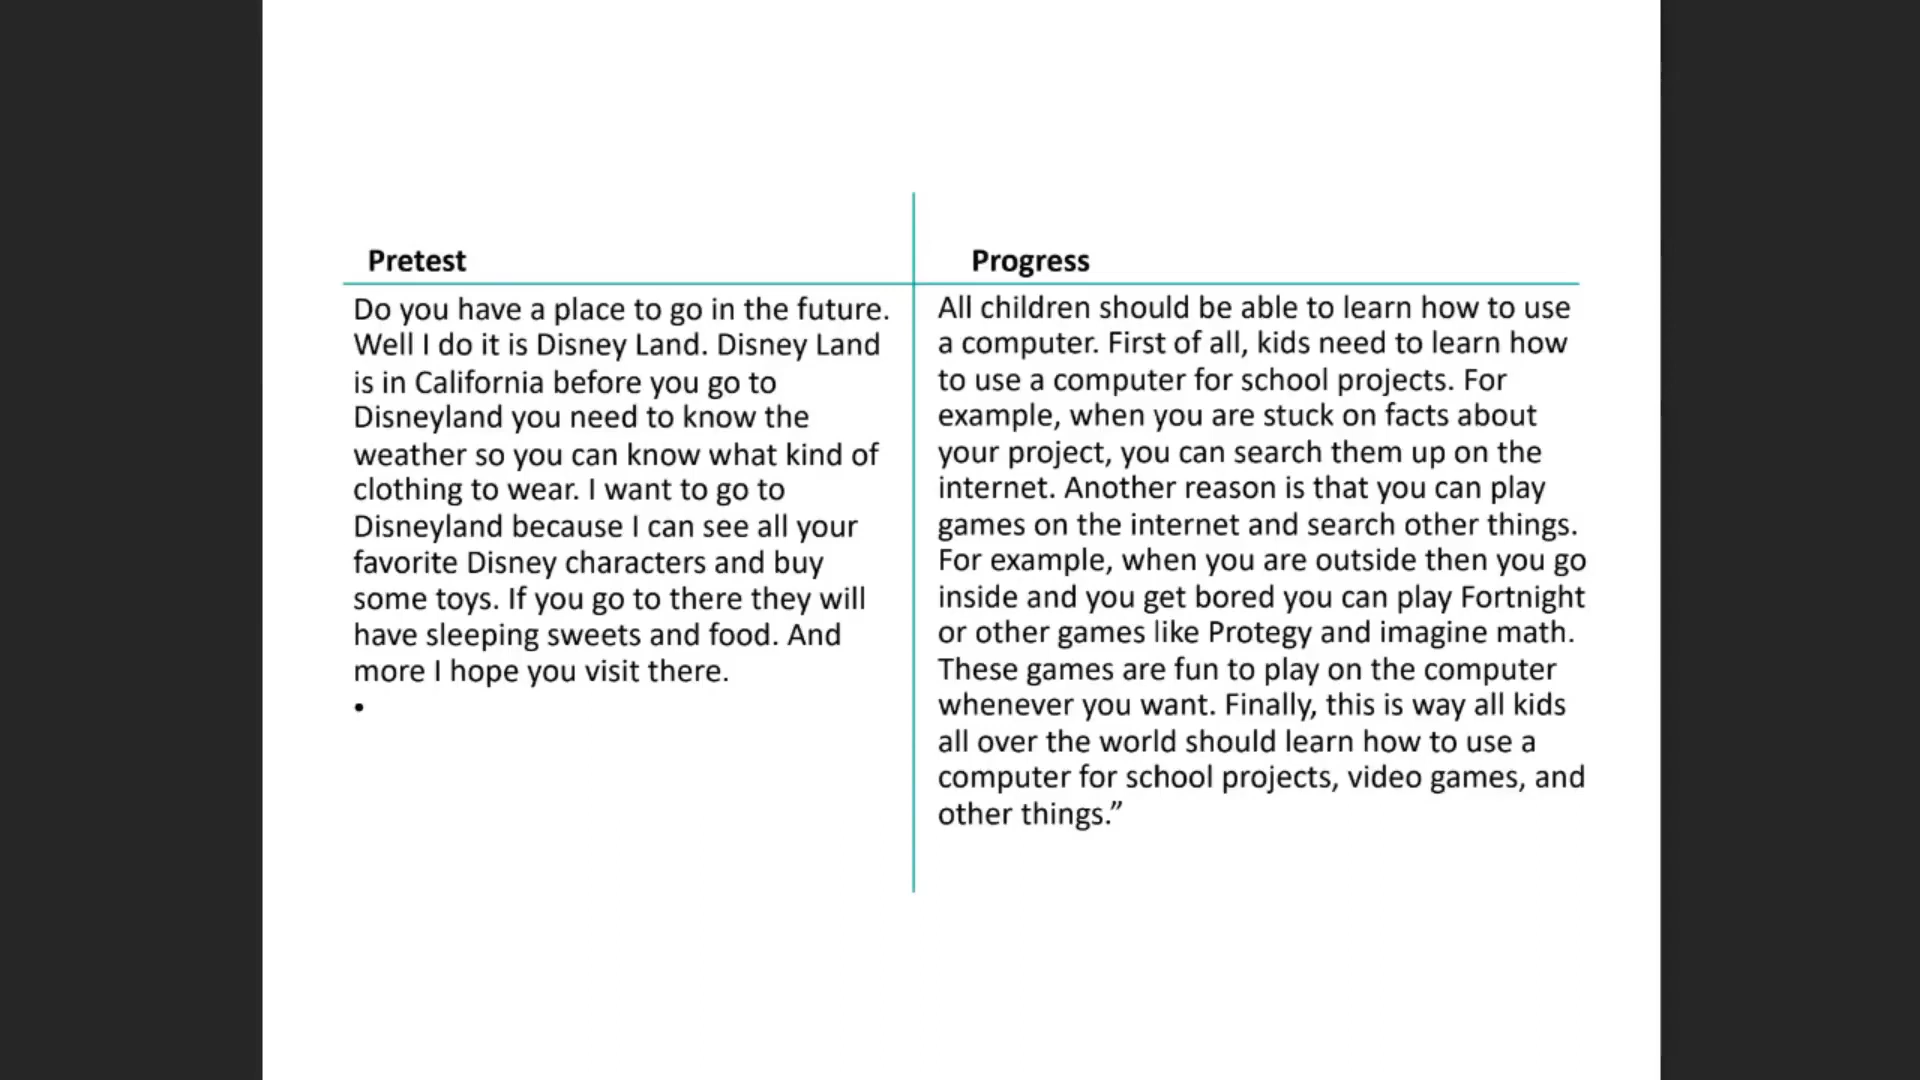 Pretest
Do you have a place to go in the future.
Well I do it is Disney Land. Disney Land
is in California before you go to
Disneyland you need to know the
weather so you can know what kind of
clothing to wear. I want to go to
Disneyland because I can see all your
favorite Disney characters and buy
some toys. If you go to there they will
have sleeping sweets and food. And
more I hope you visit there.
•
Progress
All children should be able to learn how to use
a computer. First of all, kids need to learn how
to use a computer for school projects. For
example, when you are stuck on facts about
your project, you can search them up on the
internet. Another reason is that you can play
games on the internet and search other things.
For example, when you are outside then you go
inside and you get bored you can play Fortnight
or other games like Protegy and imagine math.
These games are fun to play on the computer
whenever you want. Finally, this is way all kids
all over the world should learn how to use a
computer for school projects, video games, and
other things.”